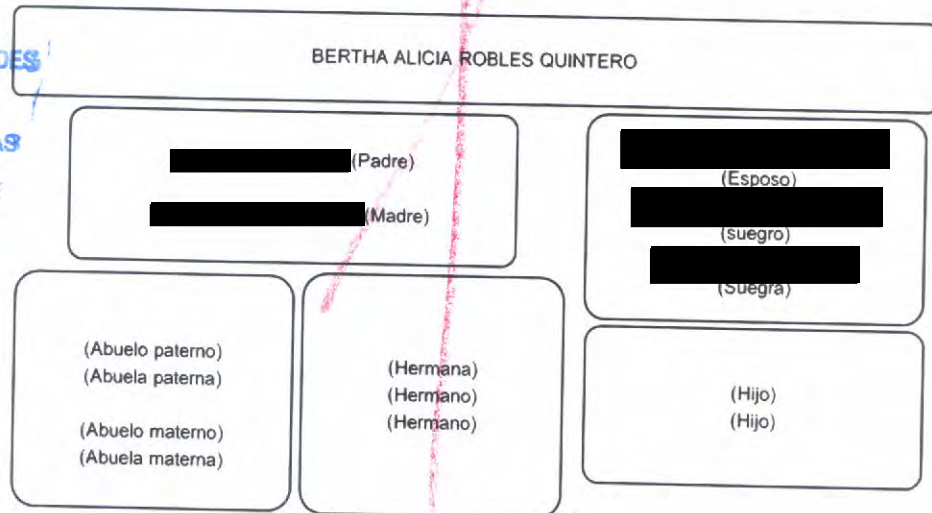 BERTHA ALICIA ROBLES QUINTERO
(Padre)
(Madre)
(Esposo)
(suegro)
(Suegra)
(Abuelo paterno)
(Abuela paterna)
(Abuelo materno)
(Abuela materna)
(Hermana)
(Hermano)
(Hermano)
(Hijo)
(Hijo)